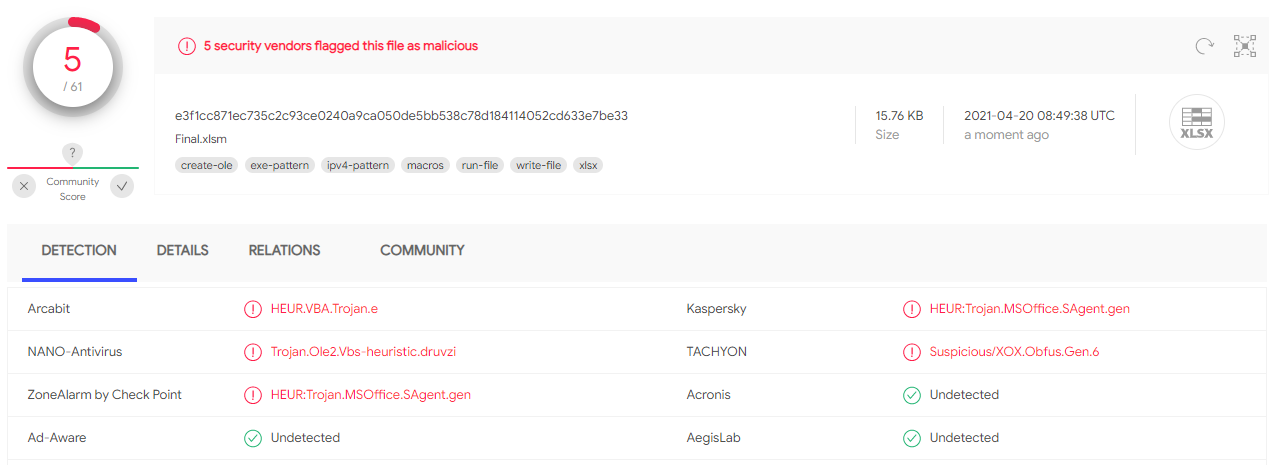 5
/ 61
?
Community
Score
5 security vendors flagged this file as malicious
e3f1cc871ec735c2c93ce0240a9ca050de5bb538c78d184114052cd633e7be33
Final.xlsm
create-ole exe-pattern ipv4-pattern macros run-file write-file xlsx
15.76 KB
Size
2021-04-20 08:49:38 UTC
a moment ago
XLSX
DETECTION DETAILS RELATIONS COMMUNITY
Arcabit HEUR.VBA.Trojan.e Kaspersky HEUR:Trojan.MSOffice.SAgent.gen
NANO-Antivirus Trojan.Ole2.Vbs-heuristic.druvzi TACHYON Suspicious/XOX.Obfus.Gen.6
ZoneAlarm by Check Point HEUR:Trojan.MSOffice.SAgent.gen Acronis Undetected
Ad-Aware Undetected AegisLab Undetected